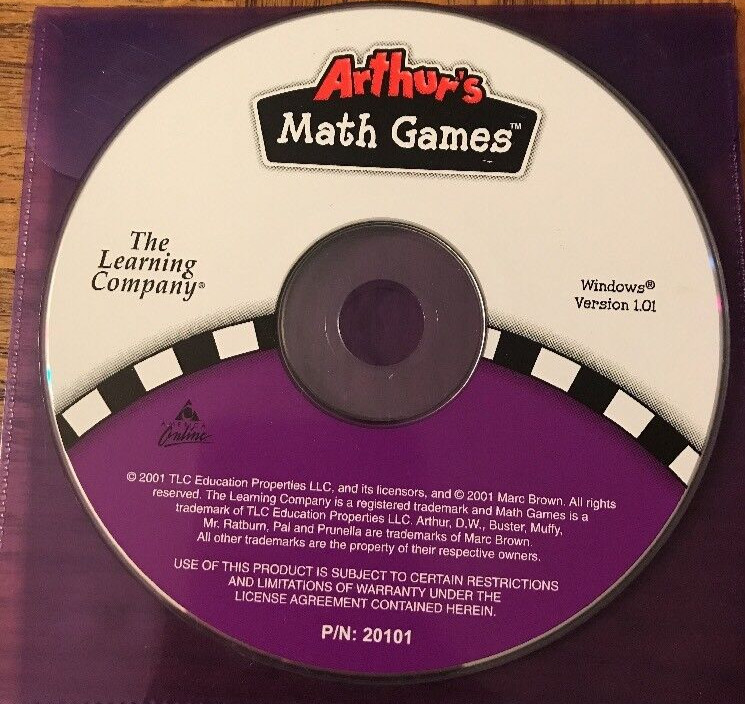 Arthur's
Math Games™
The
Learning
Company®
Windows®
Version 1.01
AMERICA
Online
© 2001 TLC Education Properties LLC, and its licensors, and © 2001 Marc Brown. All rights
reserved. The Learning Company is a registered trademark and Math Games is a
trademark of TLC Education Properties LLC. Arthur, D.W., Buster, Muffy,
Mr. Ratburn, Pal and Prunella are trademarks of Marc Brown.
All other trademarks are the property of their respective owners.
USE OF THIS PRODUCT IS SUBJECT TO CERTAIN RESTRICTIONS
AND LIMITATIONS OF WARRANTY UNDER THE
LICENSE AGREEMENT CONTAINED HEREIN.
P/N: 20101